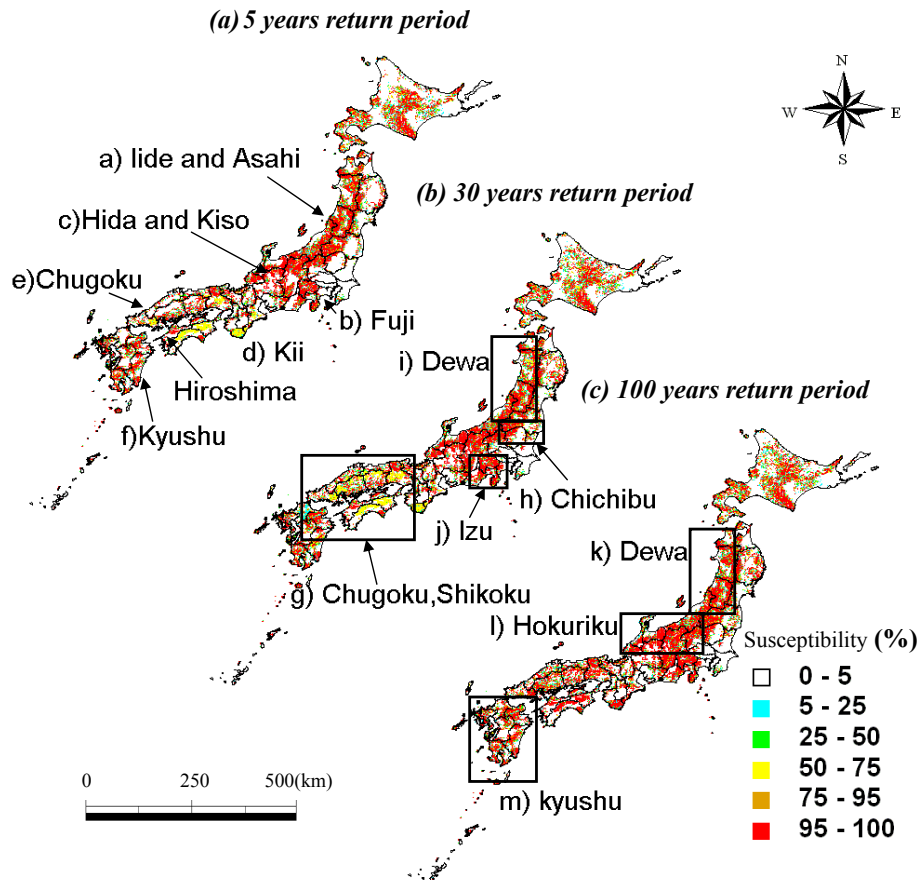 (a) 5 years return period
N
W
E
S
a) Iide and Asahi
(b) 30 years return period
c)Hida and Kiso
e)Chugoku
b) Fuji
d) Kii
Hiroshima
f)Kyushu
i) Dewa
(c) 100 years return period
h) Chichibu
j) Izu
g) Chugoku,Shikoku
k) Dewa
l) Hokuriku
m) kyushu
Susceptibility (%)
0 - 5
5 - 25
25 - 50
50 - 75
75 - 95
95 - 100
0 250 500(km)